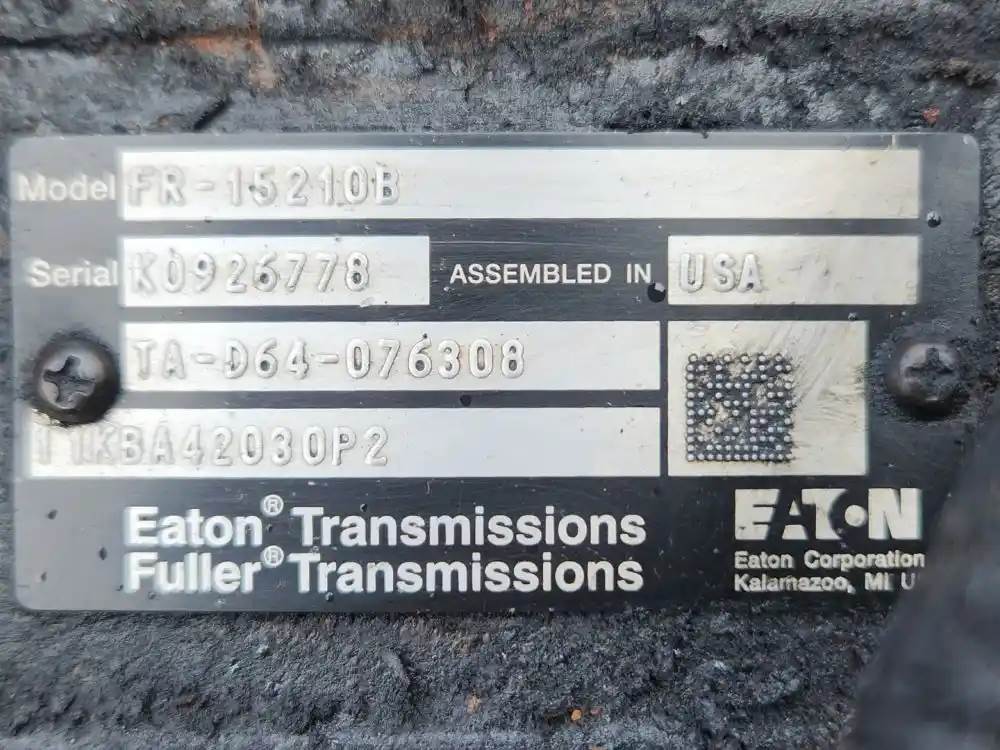 Model FR-15210B
Serial K0926778 ASSEMBLED IN USA
TA-D64-076308
11KBA42030P2
Eaton® Transmissions
Fuller® Transmissions
EATON
Eaton Corporation
Kalamazoo, MI U